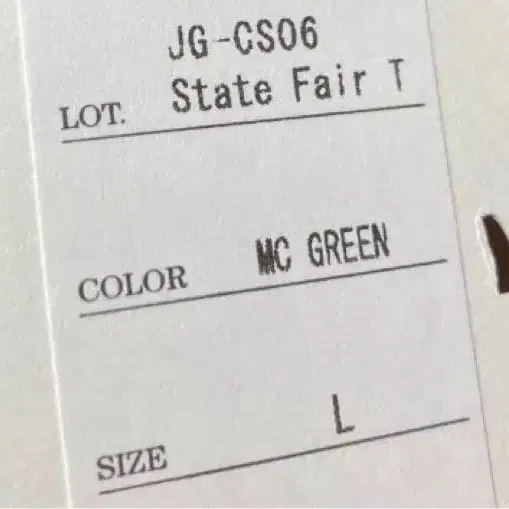 JG-CS06
LOT. State Fair T
COLOR MC GREEN
SIZE L